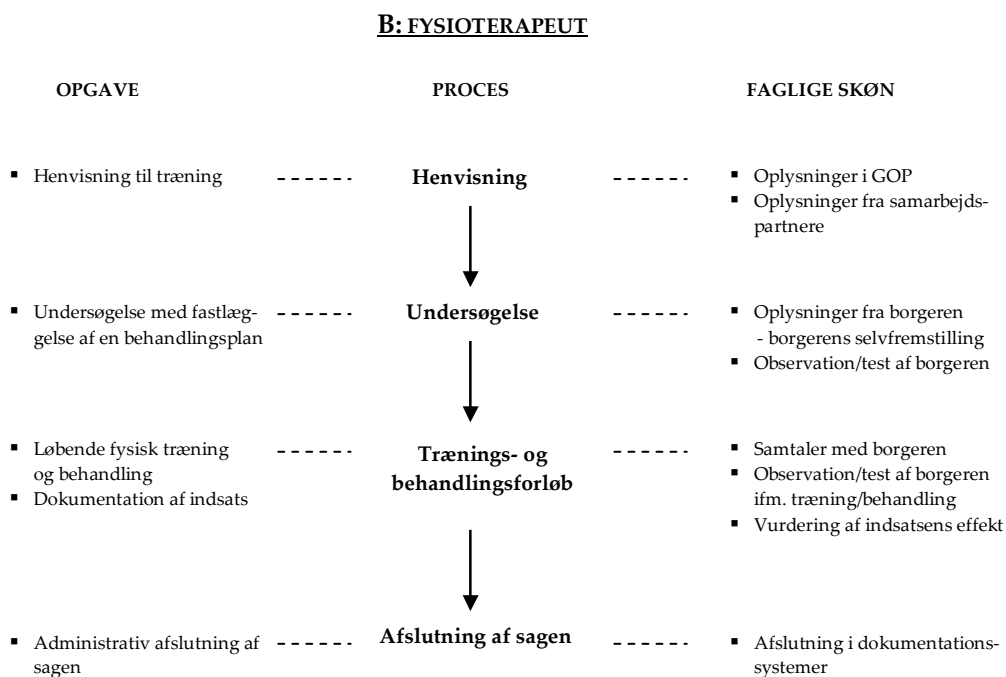 B: FYSIOTERAPEUT
OPGAVE PROCES FAGLIGE SKØN
▪ Henvisning til træning
Henvisning
▪ Oplysninger i GOP
▪ Oplysninger fra samarbejds-
partnere
▪ Undersøgelse med fastlæg-
gelse af en behandlingsplan
Undersøgelse
▪ Oplysninger fra borgeren
- borgerens selvfremstilling
▪ Observation/test af borgeren
▪ Løbende fysisk træning
og behandling
▪ Dokumentation af indsats
Trænings- og
behandlingsforløb
▪ Samtaler med borgeren
▪ Observation/test af borgeren
ifm. træning/behandling
▪ Vurdering af indsatsens effekt
▪ Administrativ afslutning af
sagen
Afslutning af sagen
▪ Afslutning i dokumentations-
systemer